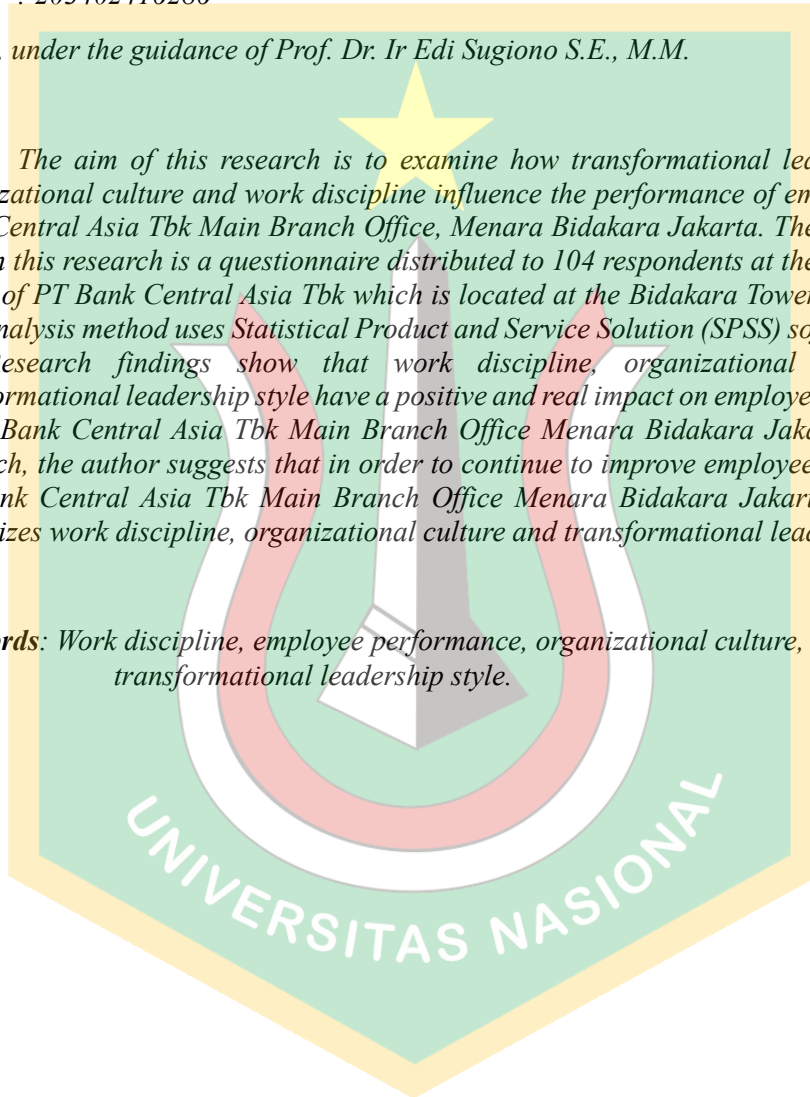 : 203402416280
, under the guidance of Prof. Dr. Ir Edi Sugiono S.E., M.M.
The aim of this research is to examine how transformational lea
zational culture and work discipline influence the performance of em
Central Asia Tbk Main Branch Office, Menara Bidakara Jakarta. The
n this research is a questionnaire distributed to 104 respondents at the
of PT Bank Central Asia Tbk which is located at the Bidakara Tower
nalysis method uses Statistical Product and Service Solution (SPSS) so
esearch findings show that work discipline, organizational
ormational leadership style have a positive and real impact on employe
Bank Central Asia Tbk Main Branch Office Menara Bidakara Jaka
ch, the author suggests that in order to continue to improve employee
nk Central Asia Tbk Main Branch Office Menara Bidakara Jakart
izes work discipline, organizational culture and transformational lead
ords: Work discipline, employee performance, organizational culture,
transformational leadership style.
UNIVERSITAS NASIONAL